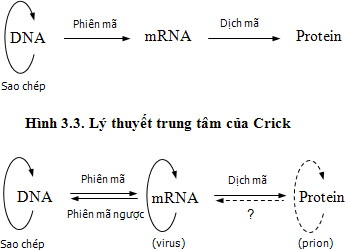 Phiên mã Dịch mã
DNA mRNA Protein
Sao chép
Hình 3.3. Lý thuyết trung tâm của Crick
Phiên mã Dịch mã
DNA mRNA Protein
Phiên mã ngược ?
Sao chép (virus) (prion)